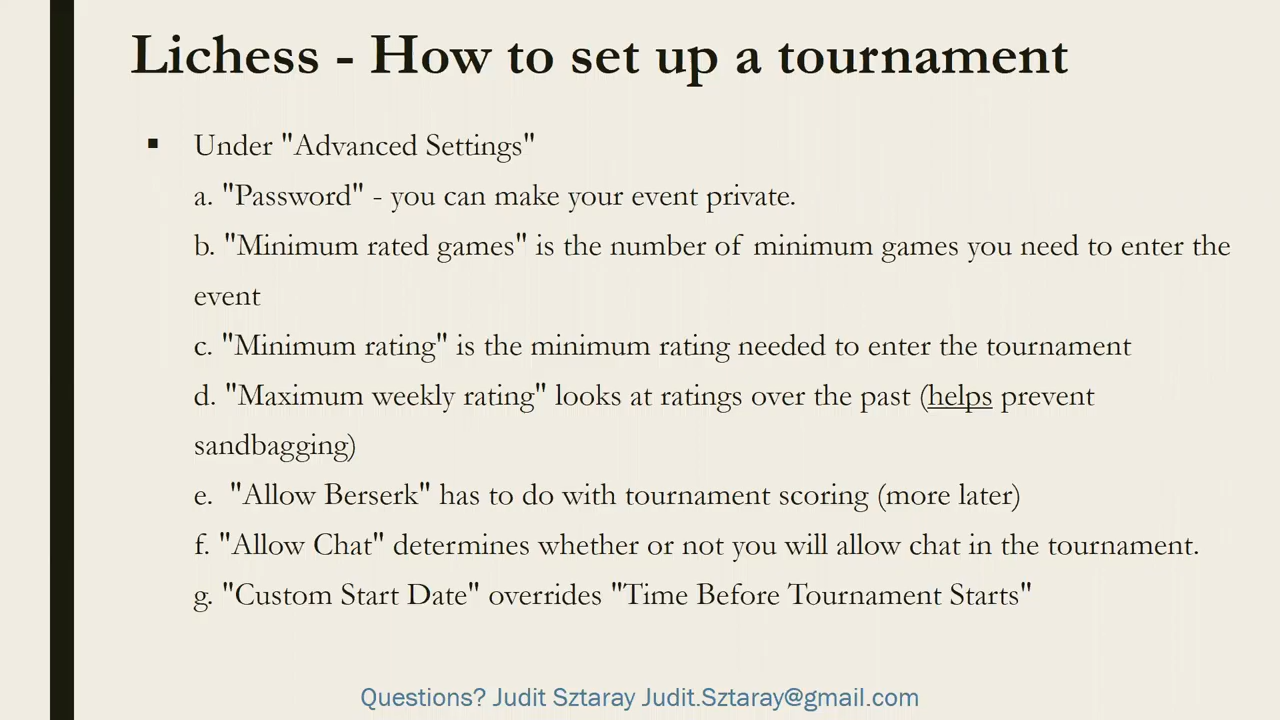 Lichess - How to set up a tournament
▪ Under "Advanced Settings"
a. "Password" - you can make your event private.
b. "Minimum rated games" is the number of minimum games you need to enter the
event
c. "Minimum rating" is the minimum rating needed to enter the tournament
d. "Maximum weekly rating" looks at ratings over the past (helps prevent
sandbagging)
e.  "Allow Berserk" has to do with tournament scoring (more later)
f. "Allow Chat" determines whether or not you will allow chat in the tournament.
g. "Custom Start Date" overrides "Time Before Tournament Starts"
Questions? Judit Sztaray Judit.Sztaray@gmail.com